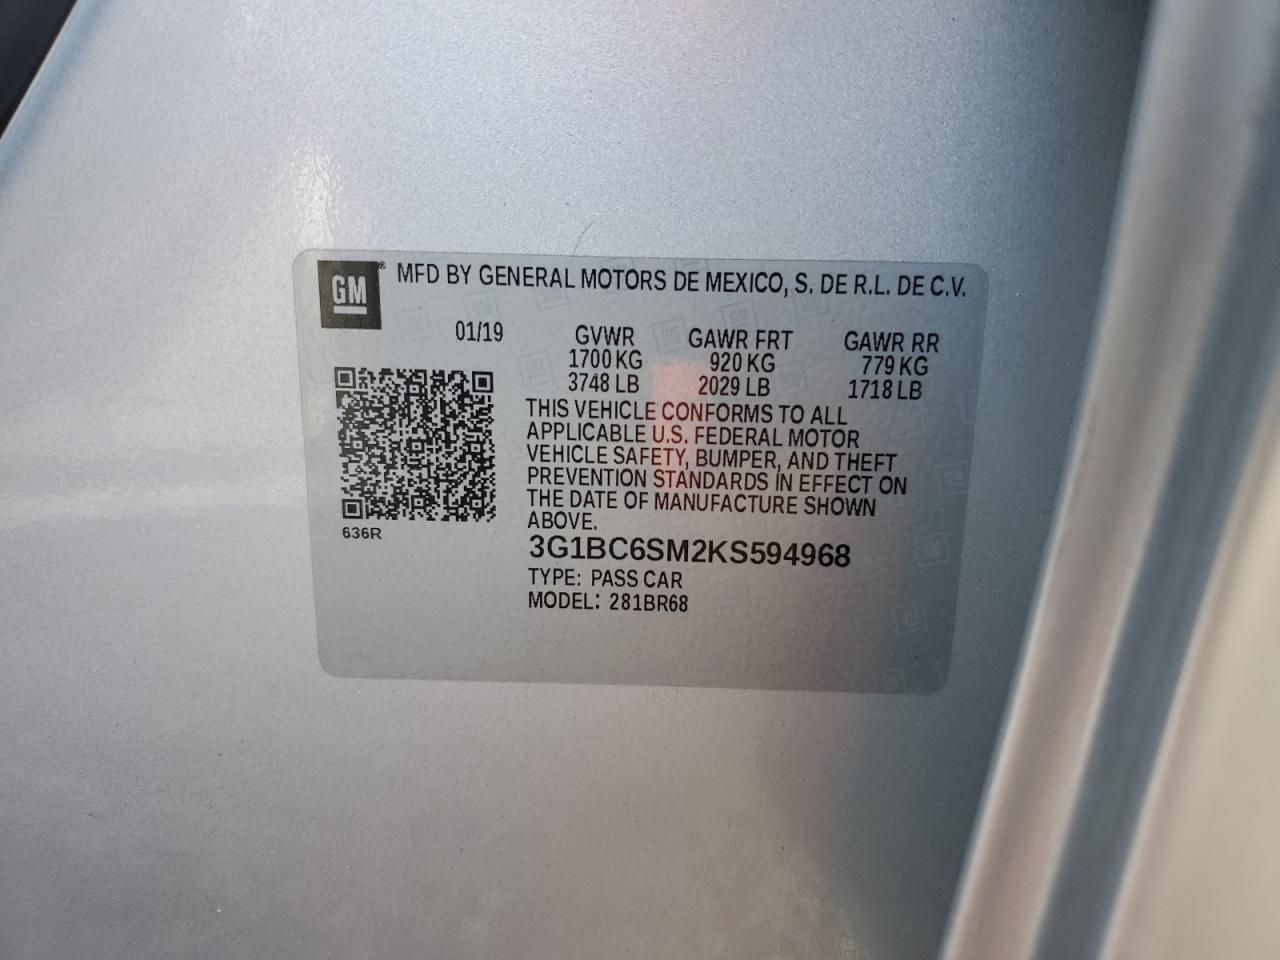 GM® MFD BY GENERAL MOTORS DE MEXICO, S. DE R.L. DE C.V.
01/19 GVWR GAWR FRT GAWR RR
1700 KG 920 KG 779 KG
3748 LB 2029 LB 1718 LB
THIS VEHICLE CONFORMS TO ALL
APPLICABLE U.S. FEDERAL MOTOR
VEHICLE SAFETY, BUMPER, AND THEFT
PREVENTION STANDARDS IN EFFECT ON
THE DATE OF MANUFACTURE SHOWN
ABOVE.
636R
3G1BC6SM2KS594968
TYPE: PASS CAR
MODEL: 281BR68